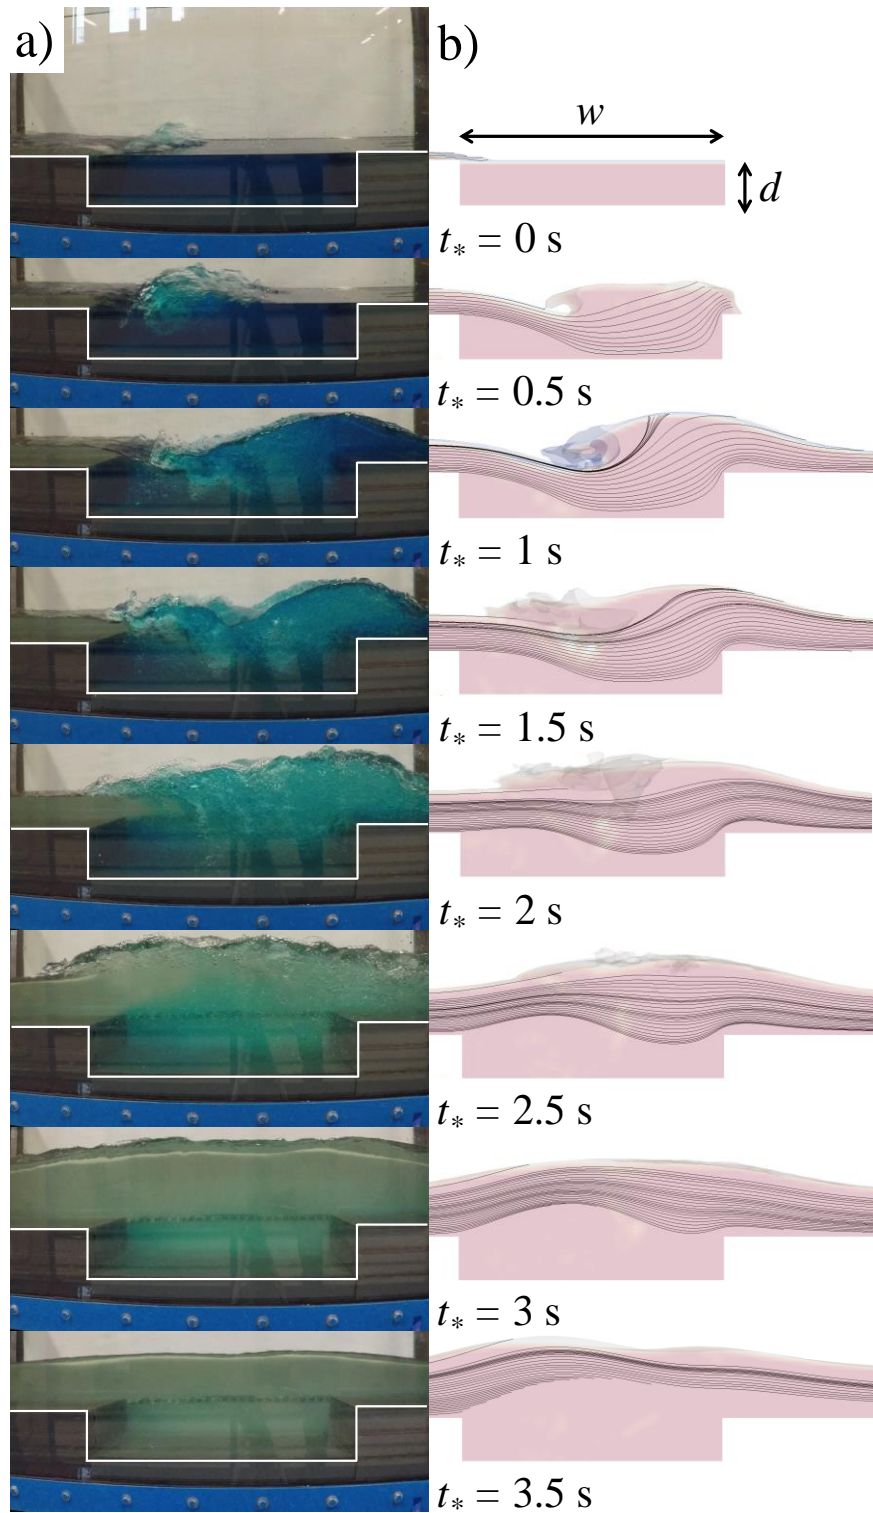 a)
b)
w
d
t* = 0 s
t* = 0.5 s
t* = 1 s
t* = 1.5 s
t* = 2 s
t* = 2.5 s
t* = 3 s
t* = 3.5 s